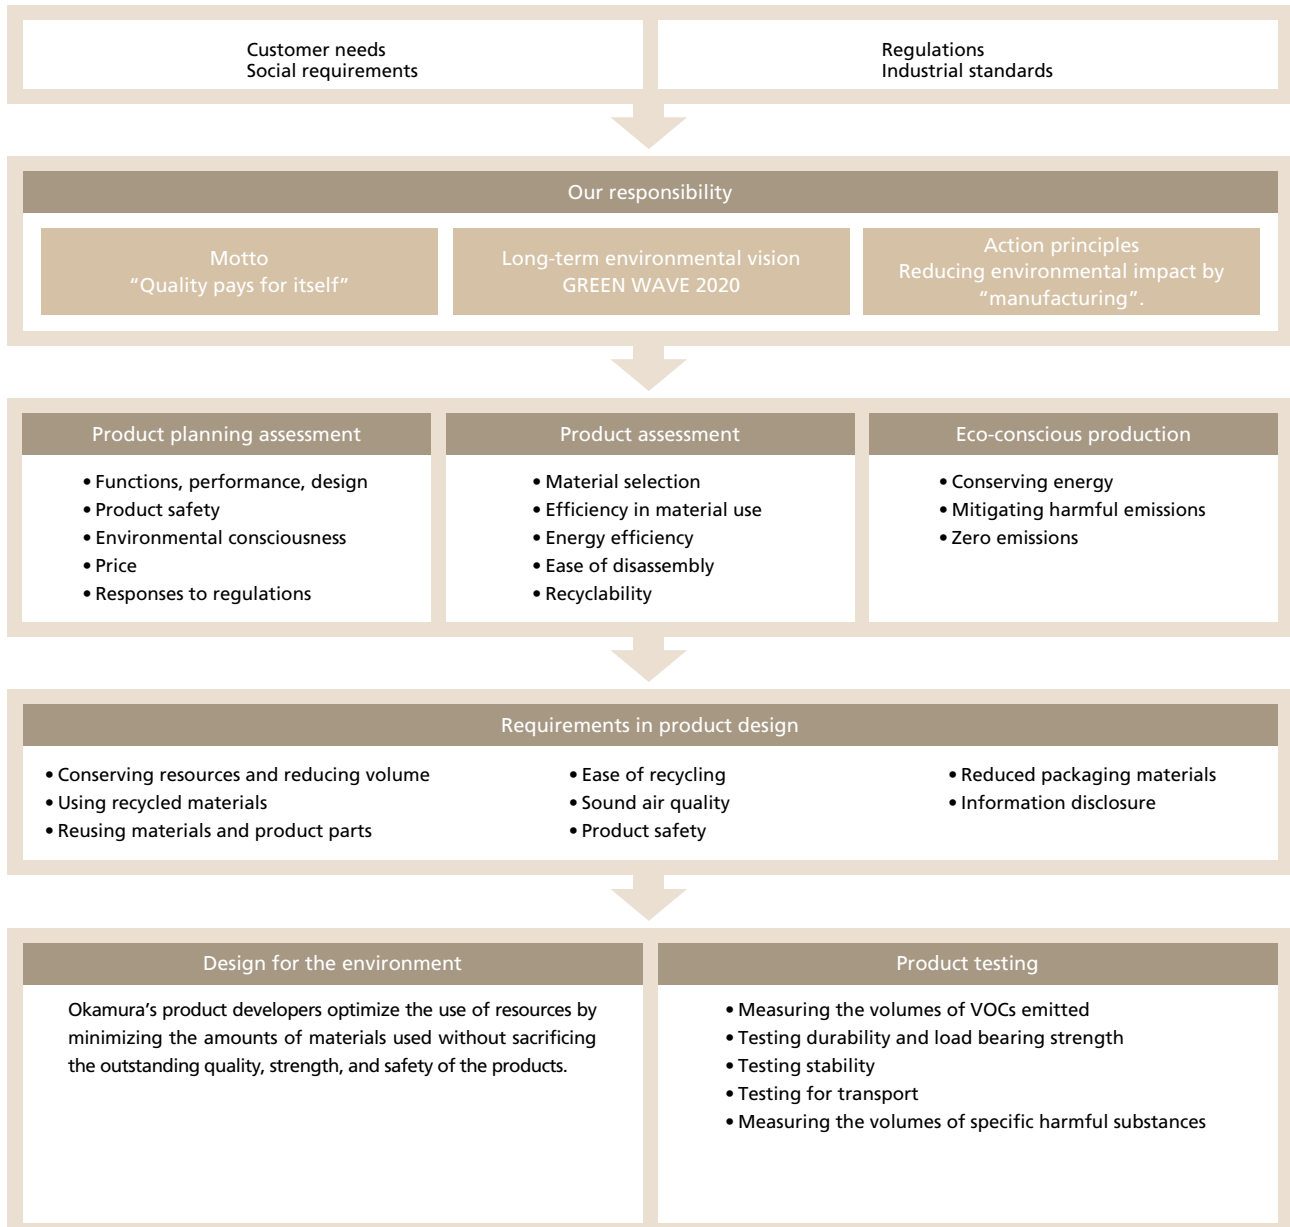 Customer needs
Social requirements
Regulations
Industrial standards
Our responsibility
Motto
“Quality pays for itself”
Long-term environmental vision
GREEN WAVE 2020
Action principles
Reducing environmental impact by
“manufacturing”.
Product planning assessment
• Functions, performance, design
• Product safety
• Environmental consciousness
• Price
• Responses to regulations
Product assessment
• Material selection
• Efficiency in material use
• Energy efficiency
• Ease of disassembly
• Recyclability
Eco-conscious production
• Conserving energy
• Mitigating harmful emissions
• Zero emissions
Requirements in product design
• Conserving resources and reducing volume
• Using recycled materials
• Reusing materials and product parts
• Ease of recycling
• Sound air quality
• Product safety
• Reduced packaging materials
• Information disclosure
Design for the environment
Okamura’s product developers optimize the use of resources by
minimizing the amounts of materials used without sacrificing
the outstanding quality, strength, and safety of the products.
Product testing
• Measuring the volumes of VOCs emitted
• Testing durability and load bearing strength
• Testing stability
• Testing for transport
• Measuring the volumes of specific harmful substances